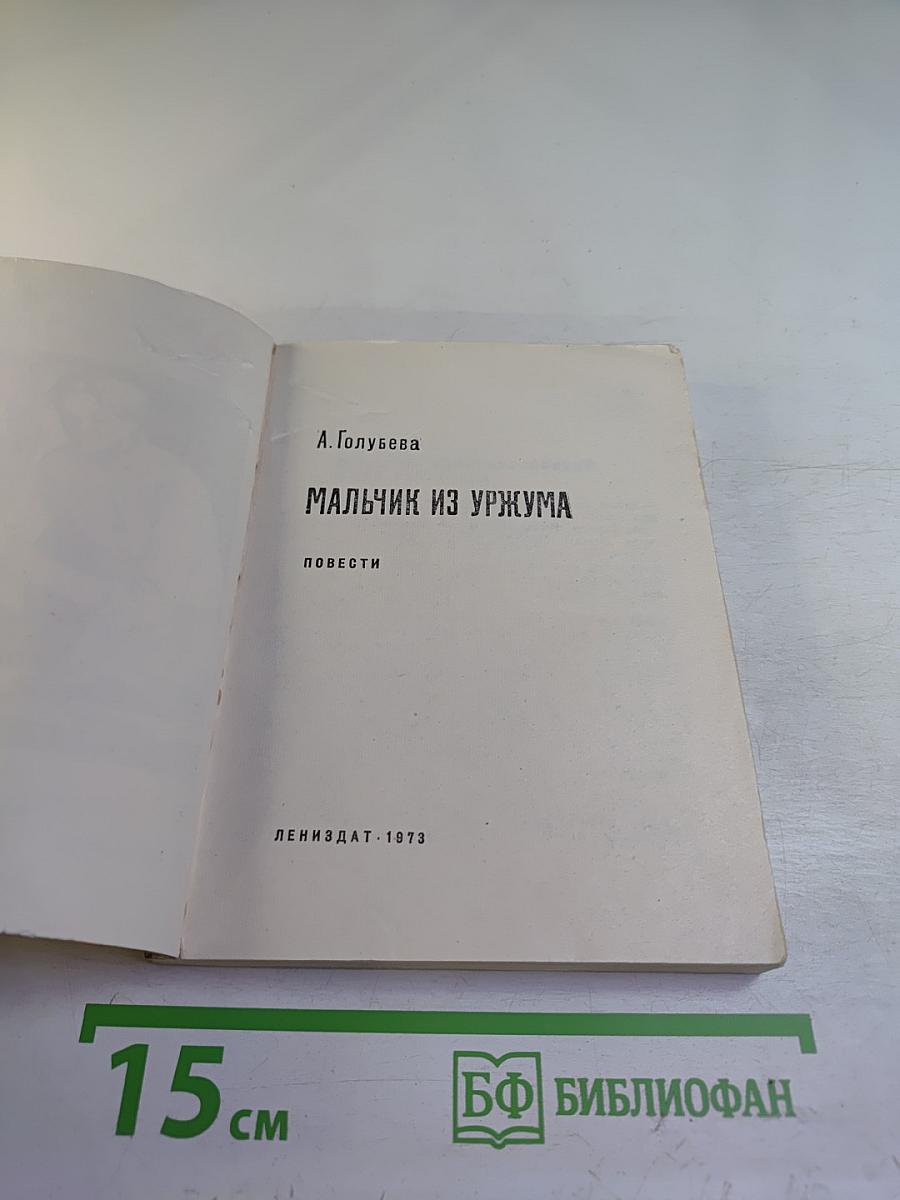 А. Голубева
МАЛЬЧИК ИЗ УРЖУМА
ПОВЕСТИ
ЛЕНИЗДАТ · 1973
15 см
БФ БИБЛИОФАН